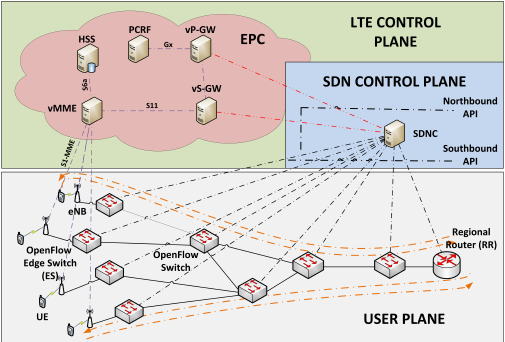 LTE CONTROL
PLANE
EPC
HSS
PCRF
vP-GW
Gx
S6a
vS-GW
vMME
S11
SDN CONTROL PLANE
Northbound
API
SDNC
Southbound
API
S1-MME
eNB
OpenFlow
Edge Switch
(ES)
OpenFlow
Switch
Regional
Router (RR)
UE
USER PLANE